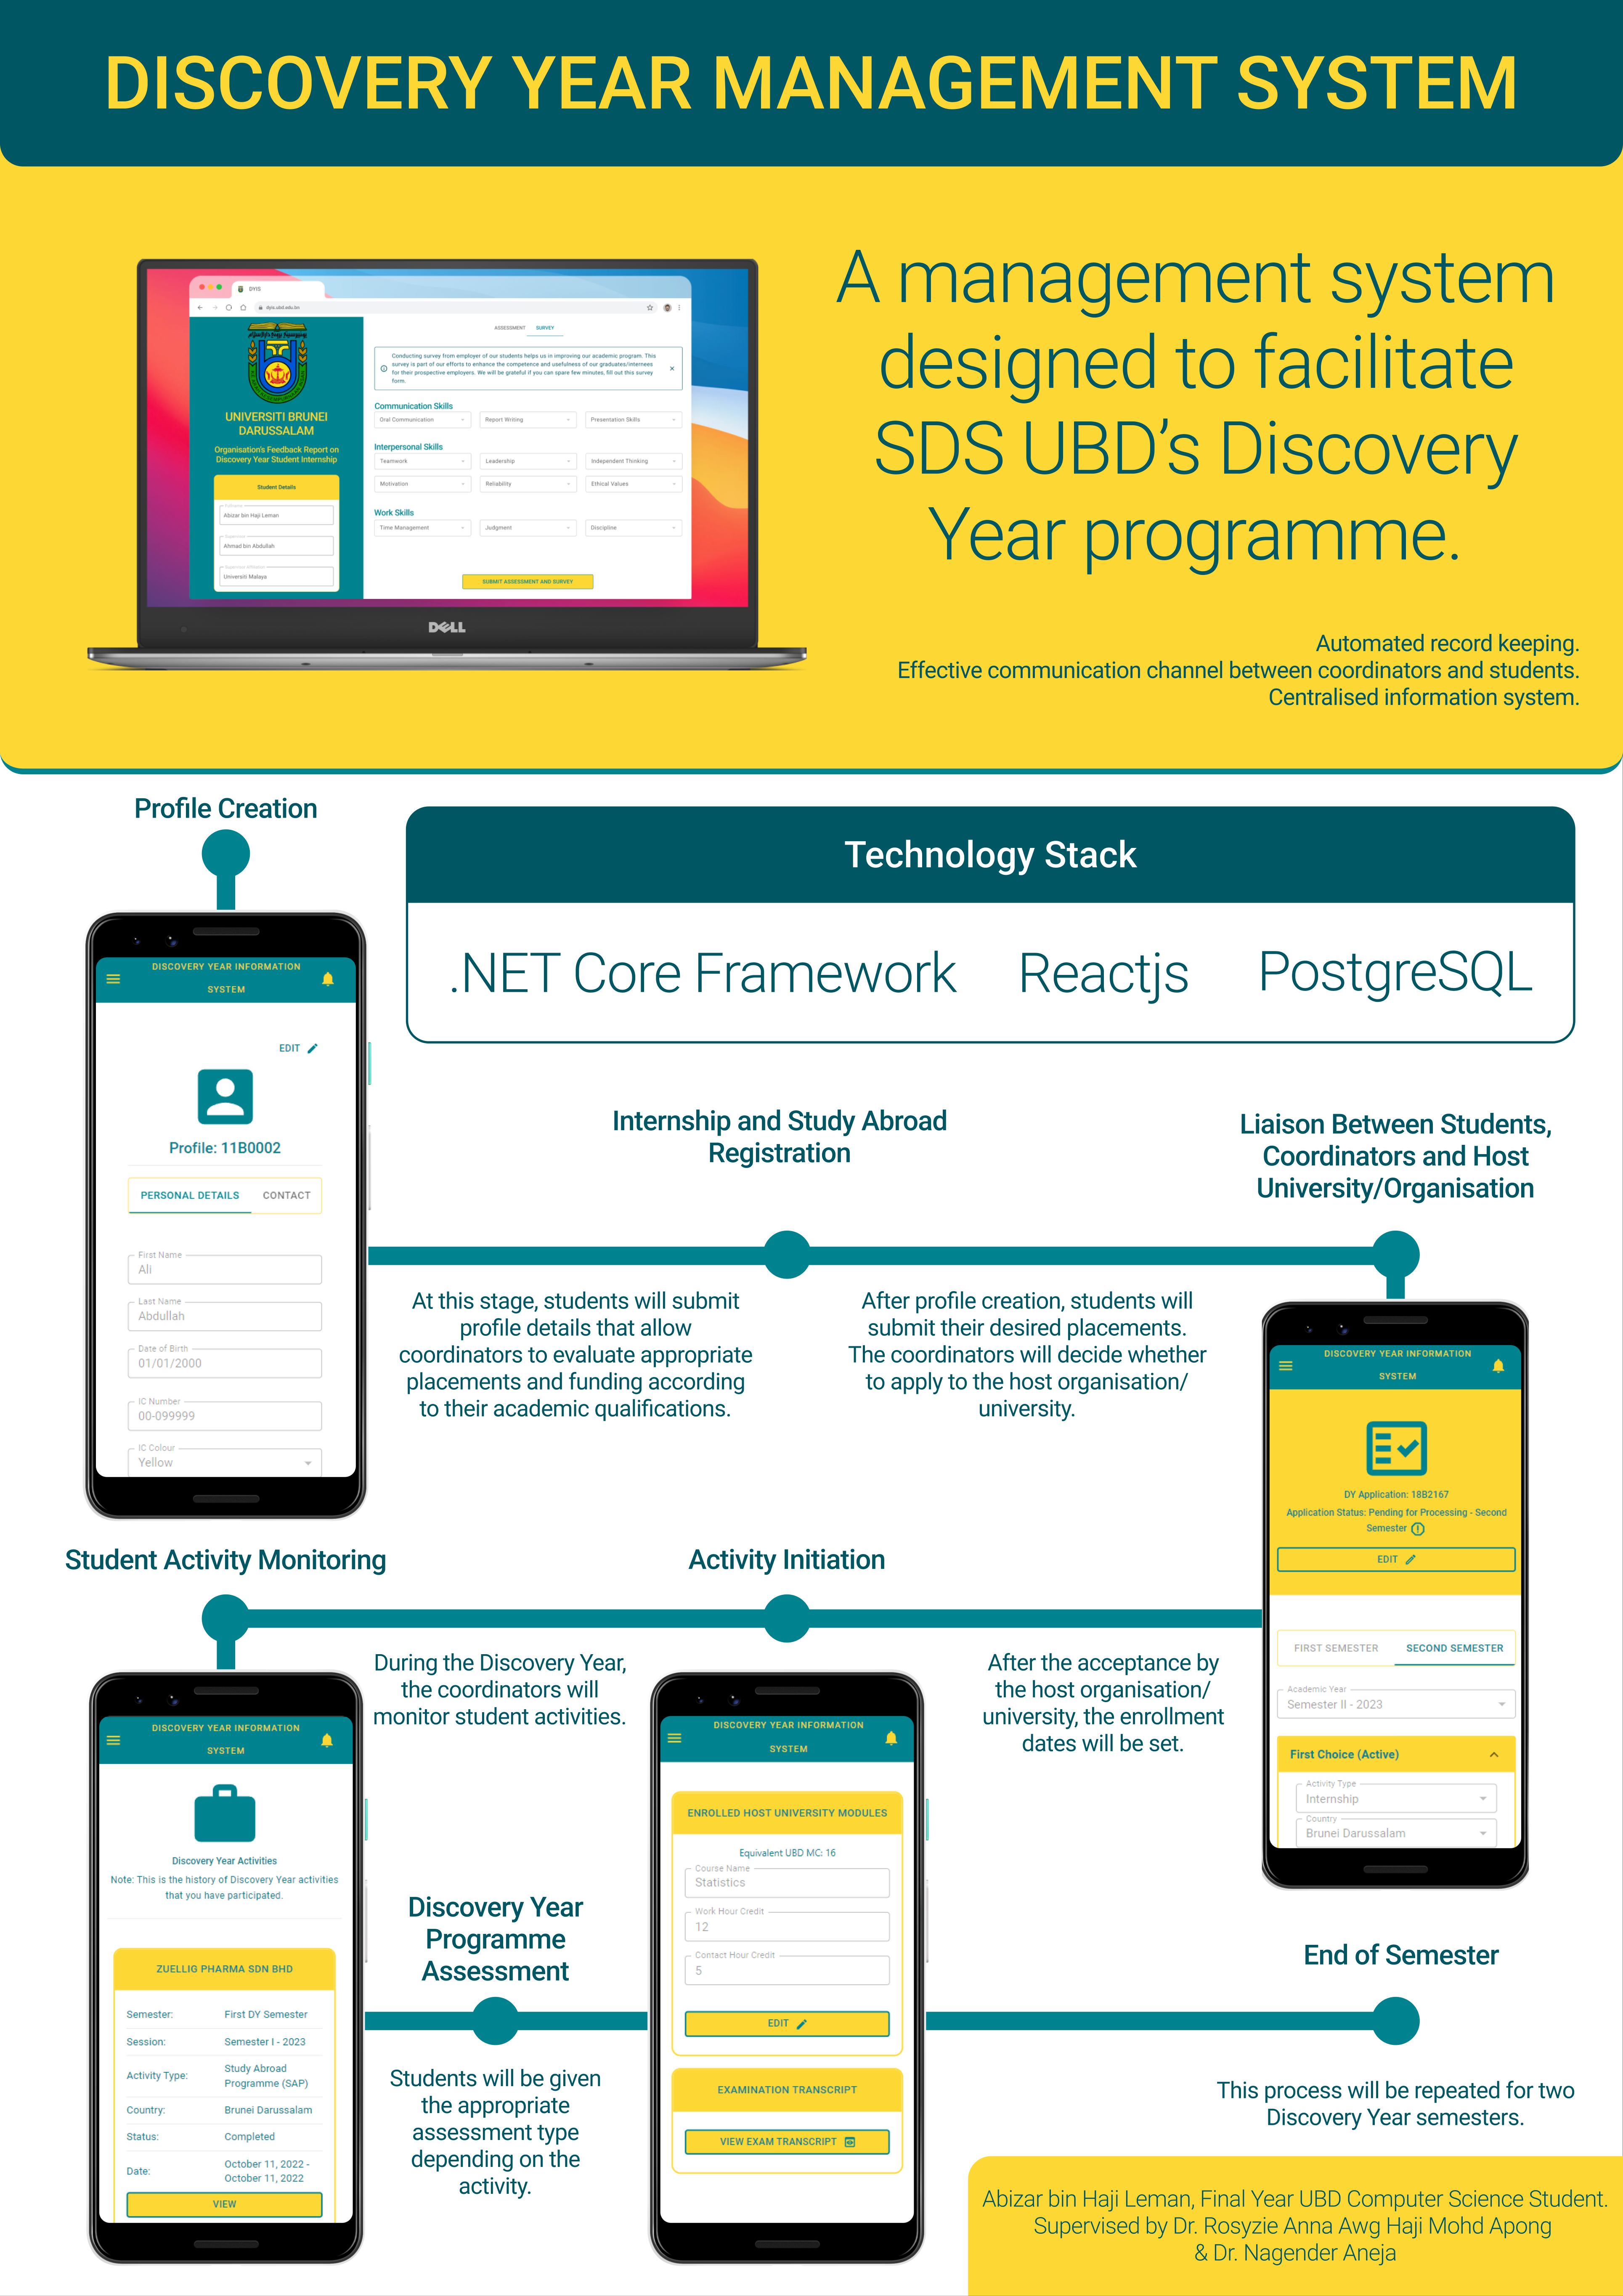 DISCOVERY YEAR MANAGEMENT SYSTEM
DYIS
dyis.ubd.edu.bn
UNIVERSITI BRUNEI
DARUSSALAM
Organisation's Feedback Report on
Discovery Year Student Internship
Student Details
Abizar bin Haji Leman
Supervisor
Ahmad bin Abdullah
Supervisor Affiliation
Universiti Malaya
ASSESSMENT SURVEY
Conducting survey from employer of our students helps us in improving our academic program. This
survey is part of our efforts to enhance the competence and usefulness of our graduates/internees
for their prospective employers. We will be grateful if you can spare few minutes, fill out this survey
form.
Communication Skills
Oral Communication Report Writing Presentation Skills
Interpersonal Skills
Teamwork Leadership Independent Thinking
Motivation Reliability Ethical Values
Work Skills
Time Management Judgment Discipline
SUBMIT ASSESSMENT AND SURVEY
DELL
A management system
designed to facilitate
SDS UBD's Discovery
Year programme.
Automated record keeping.
Effective communication channel between coordinators and students.
Centralised information system.
Profile Creation
DISCOVERY YEAR INFORMATION
SYSTEM
EDIT
Profile: 11B0002
PERSONAL DETAILS CONTACT
First Name
Ali
Last Name
Abdullah
Date of Birth
01/01/2000
IC Number
00-099999
IC Colour
Yellow
Technology Stack
.NET Core Framework Reactjs PostgreSQL
Internship and Study Abroad
Registration
Liaison Between Students,
Coordinators and Host
University/Organisation
At this stage, students will submit
profile details that allow
coordinators to evaluate appropriate
placements and funding according
to their academic qualifications.
After profile creation, students will
submit their desired placements.
The coordinators will decide whether
to apply to the host organisation/
university.
DISCOVERY YEAR INFORMATION
SYSTEM
DY Application: 18B2167
Application Status: Pending for Processing - Second
Semester
EDIT
FIRST SEMESTER SECOND SEMESTER
Academic Year
Semester II - 2023
First Choice (Active)
Activity Type
Internship
Country
Brunei Darussalam
Student Activity Monitoring
Activity Initiation
During the Discovery Year,
the coordinators will
monitor student activities.
After the acceptance by
the host organisation/
university, the enrollment
dates will be set.
DISCOVERY YEAR INFORMATION
SYSTEM
Discovery Year Activities
Note: This is the history of Discovery Year activities
that you have participated.
ZUELLIG PHARMA SDN BHD
Semester: First DY Semester
Session: Semester I - 2023
Activity Type: Study Abroad
Programme (SAP)
Country: Brunei Darussalam
Status: Completed
Date: October 11, 2022 -
October 11, 2022
VIEW
Discovery Year
Programme
Assessment
Students will be given
the appropriate
assessment type
depending on the
activity.
DISCOVERY YEAR INFORMATION
SYSTEM
ENROLLED HOST UNIVERSITY MODULES
Equivalent UBD MC: 16
Course Name
Statistics
Work Hour Credit
12
Contact Hour Credit
5
EDIT
EXAMINATION TRANSCRIPT
VIEW EXAM TRANSCRIPT
End of Semester
This process will be repeated for two
Discovery Year semesters.
Abizar bin Haji Leman, Final Year UBD Computer Science Student.
Supervised by Dr. Rosyzie Anna Awg Haji Mohd Apong
& Dr. Nagender Aneja